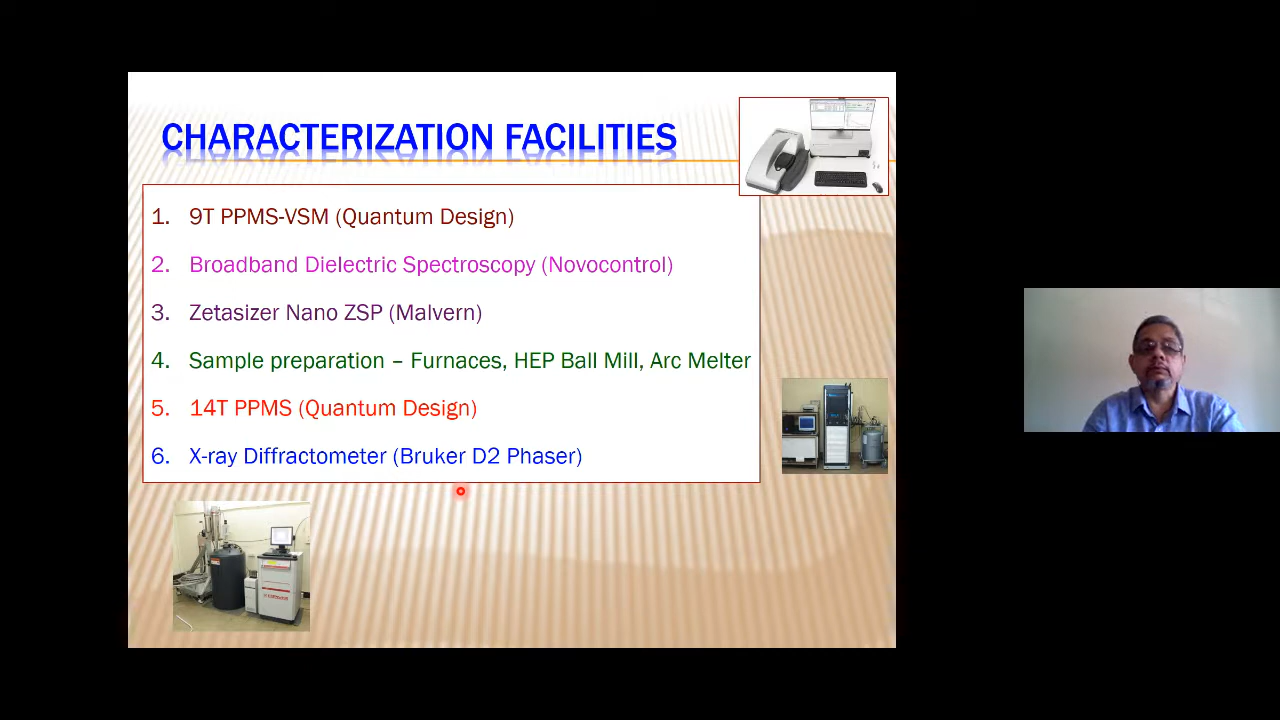 CHARACTERIZATION FACILITIES
1. 9T PPMS-VSM (Quantum Design)
2. Broadband Dielectric Spectroscopy (Novocontrol)
3. Zetasizer Nano ZSP (Malvern)
4. Sample preparation – Furnaces, HEP Ball Mill, Arc Melter
5. 14T PPMS (Quantum Design)
6. X-ray Diffractometer (Bruker D2 Phaser)